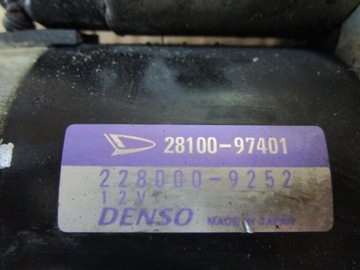 28100-97401
228000-9252
12V
DENSO MADE IN JAPAN